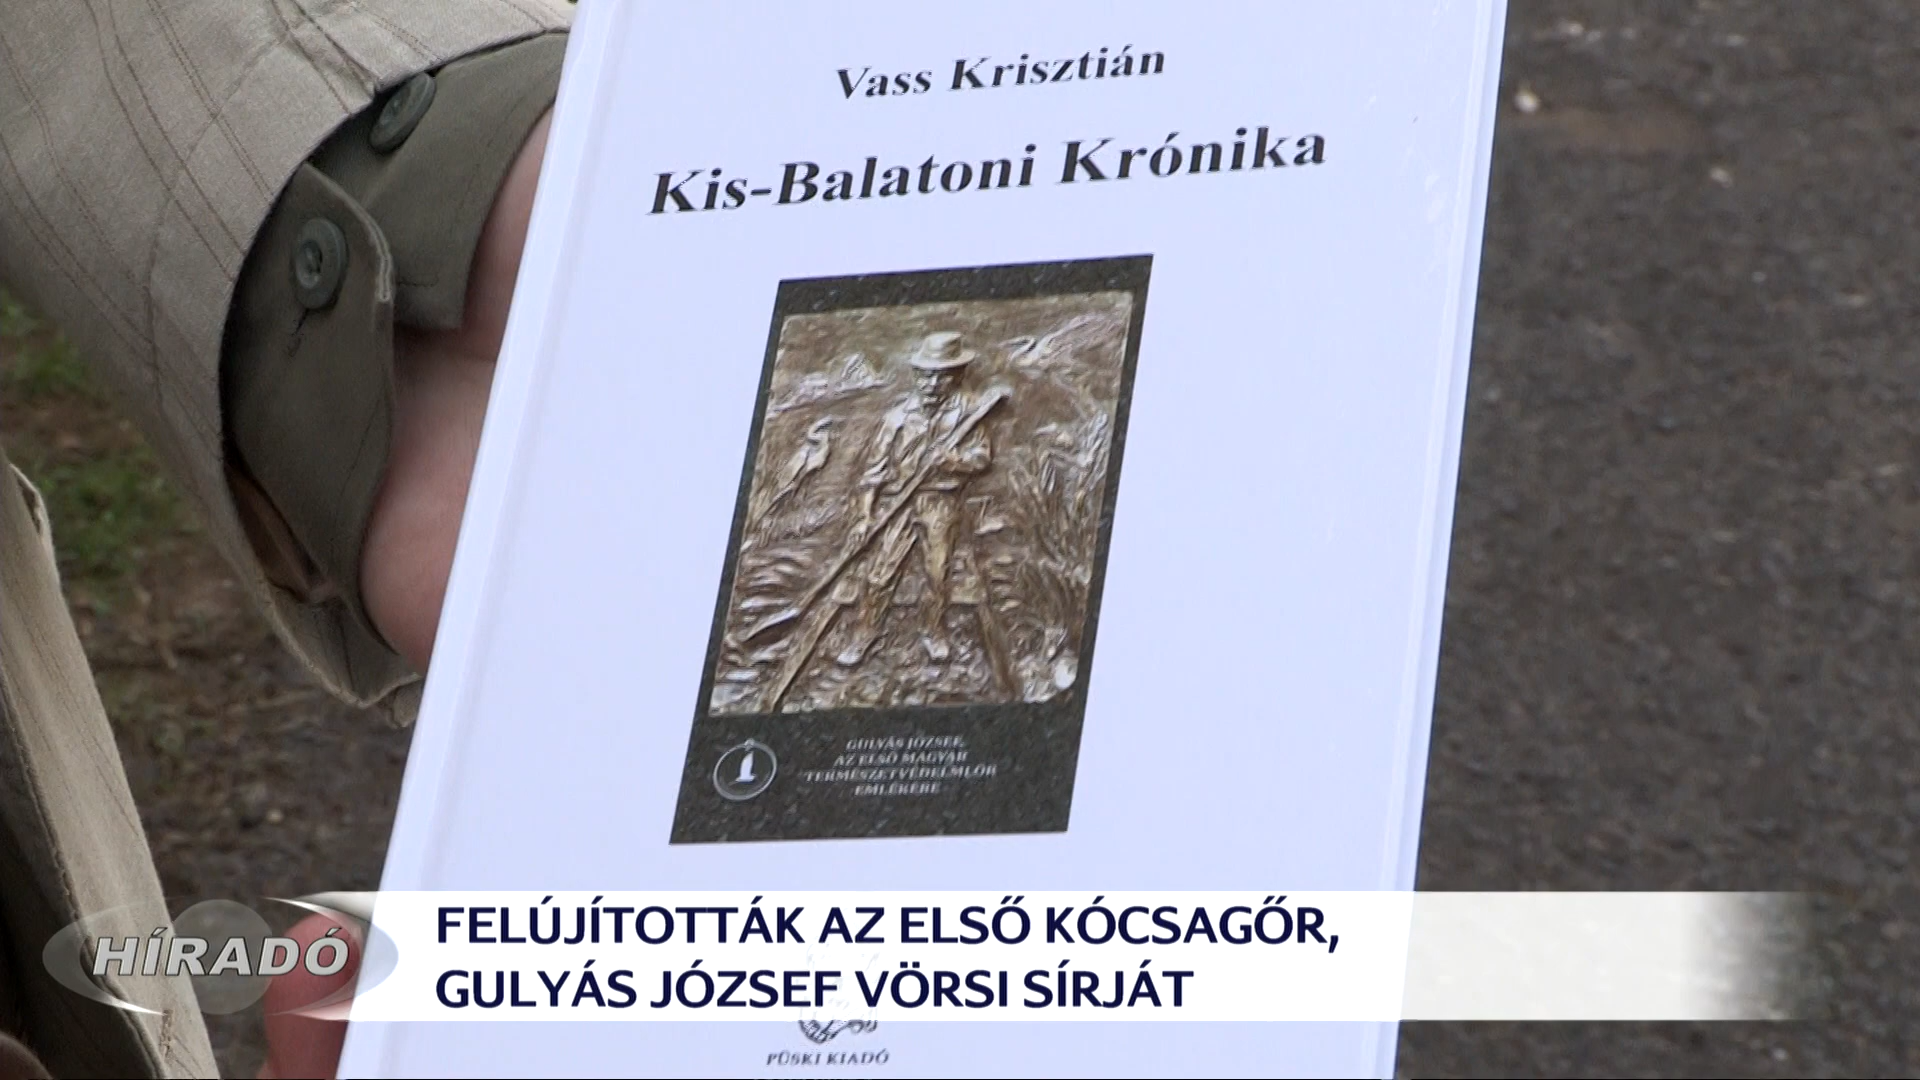 Vass Krisztián
Kis-Balatoni Krónika
GULYÁS JÓZSEF,
AZ ELSŐ MAGYAR
TERMÉSZETVÉDELMI ŐR
EMLÉKÉRE
HÍRADÓ
FELÚJÍTOTTÁK AZ ELSŐ KÓCSAGŐR,
GULYÁS JÓZSEF VÖRSI SÍRJÁT
PÜSKI KIADÓ